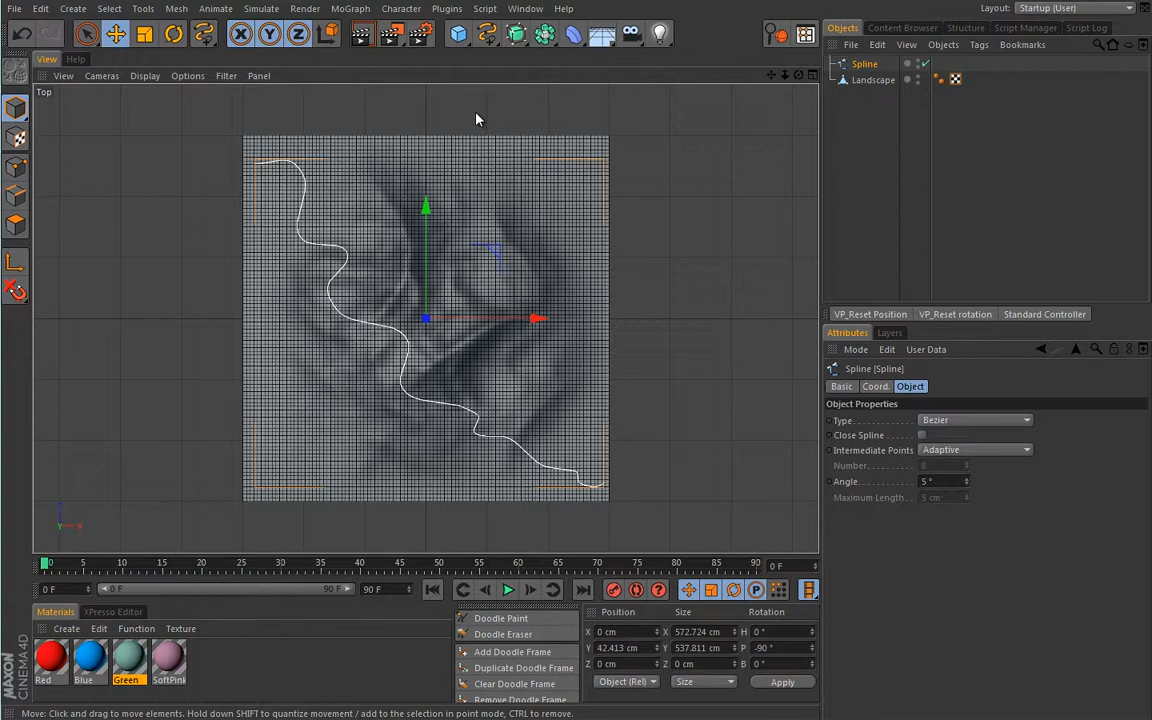 File Edit Create Select Tools Mesh Snap Animate Simulate Render MoGraph Character Plugins Script Window Help
Layout: Startup (User)
View Help
View Cameras Display Options Filter Panel
Top
Z
Y X
0 5 10 15 20 25 30 35 40 45 50 55 60 65 70 75 80 85 90 0 F
0 F 0 F 90 F 90 F
Materials XPresso Editor
Create Edit Function Texture
Red Blue Green SoftPink
MAXON CINEMA 4D
Doodle Paint
Doodle Eraser
Add Doodle Frame
Duplicate Doodle Frame
Clear Doodle Frame
Remove Doodle Frame
Position Size Rotation
X 0 cm X 572.724 cm H 0 °
Y 42.413 cm Y 537.811 cm P -90 °
Z 0 cm Z 0 cm B 0 °
Object (Rel) Size Apply
Move: Click and drag to move elements. Hold down SHIFT to quantize movement / add to the selection in point mode, CTRL to remove.
Objects Content Browser Structure Script Manager Script Log
File Edit View Objects Tags Bookmarks
Spline
Landscape
VP_Reset Position VP_Reset rotation Standard Controller
Attributes Layers
Mode Edit User Data
Spline [Spline]
Basic Coord. Object
Object Properties
Type Bezier
Close Spline
Intermediate Points Adaptive
Number 8
Angle 5 °
Maximum Length 5 cm